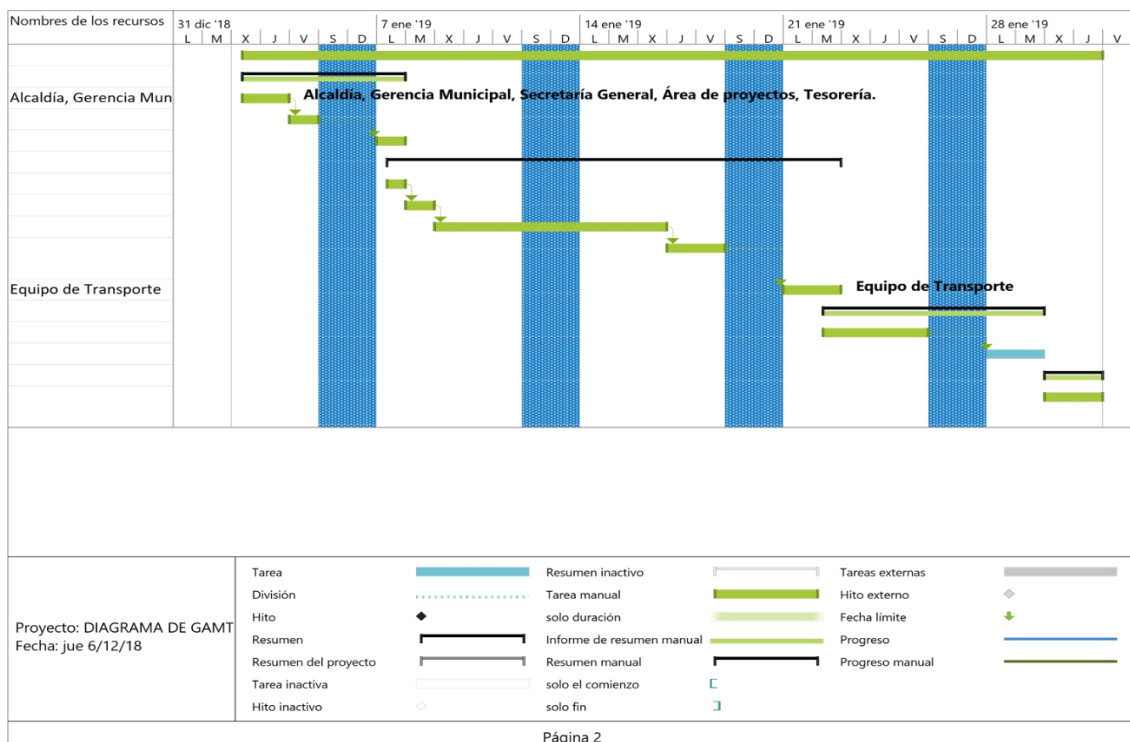 Nombres de los recursos 31 dic '18 7 ene '19 14 ene '19 21 ene '19 28 ene '19
L M X J V S D L M X J V S D L M X J V S D L M X J V S D L M X J V
Alcaldía, Gerencia Mun Alcaldía, Gerencia Municipal, Secretaría General, Área de proyectos, Tesorería.
Equipo de Transporte Equipo de Transporte
Proyecto: DIAGRAMA DE GAMT
Fecha: jue 6/12/18
Tarea Resumen inactivo Tareas externas
División Tarea manual Hito externo
Hito solo duración Fecha límite
Resumen Informe de resumen manual Progreso
Resumen del proyecto Resumen manual Progreso manual
Tarea inactiva solo el comienzo
Hito inactivo solo fin
Página 2